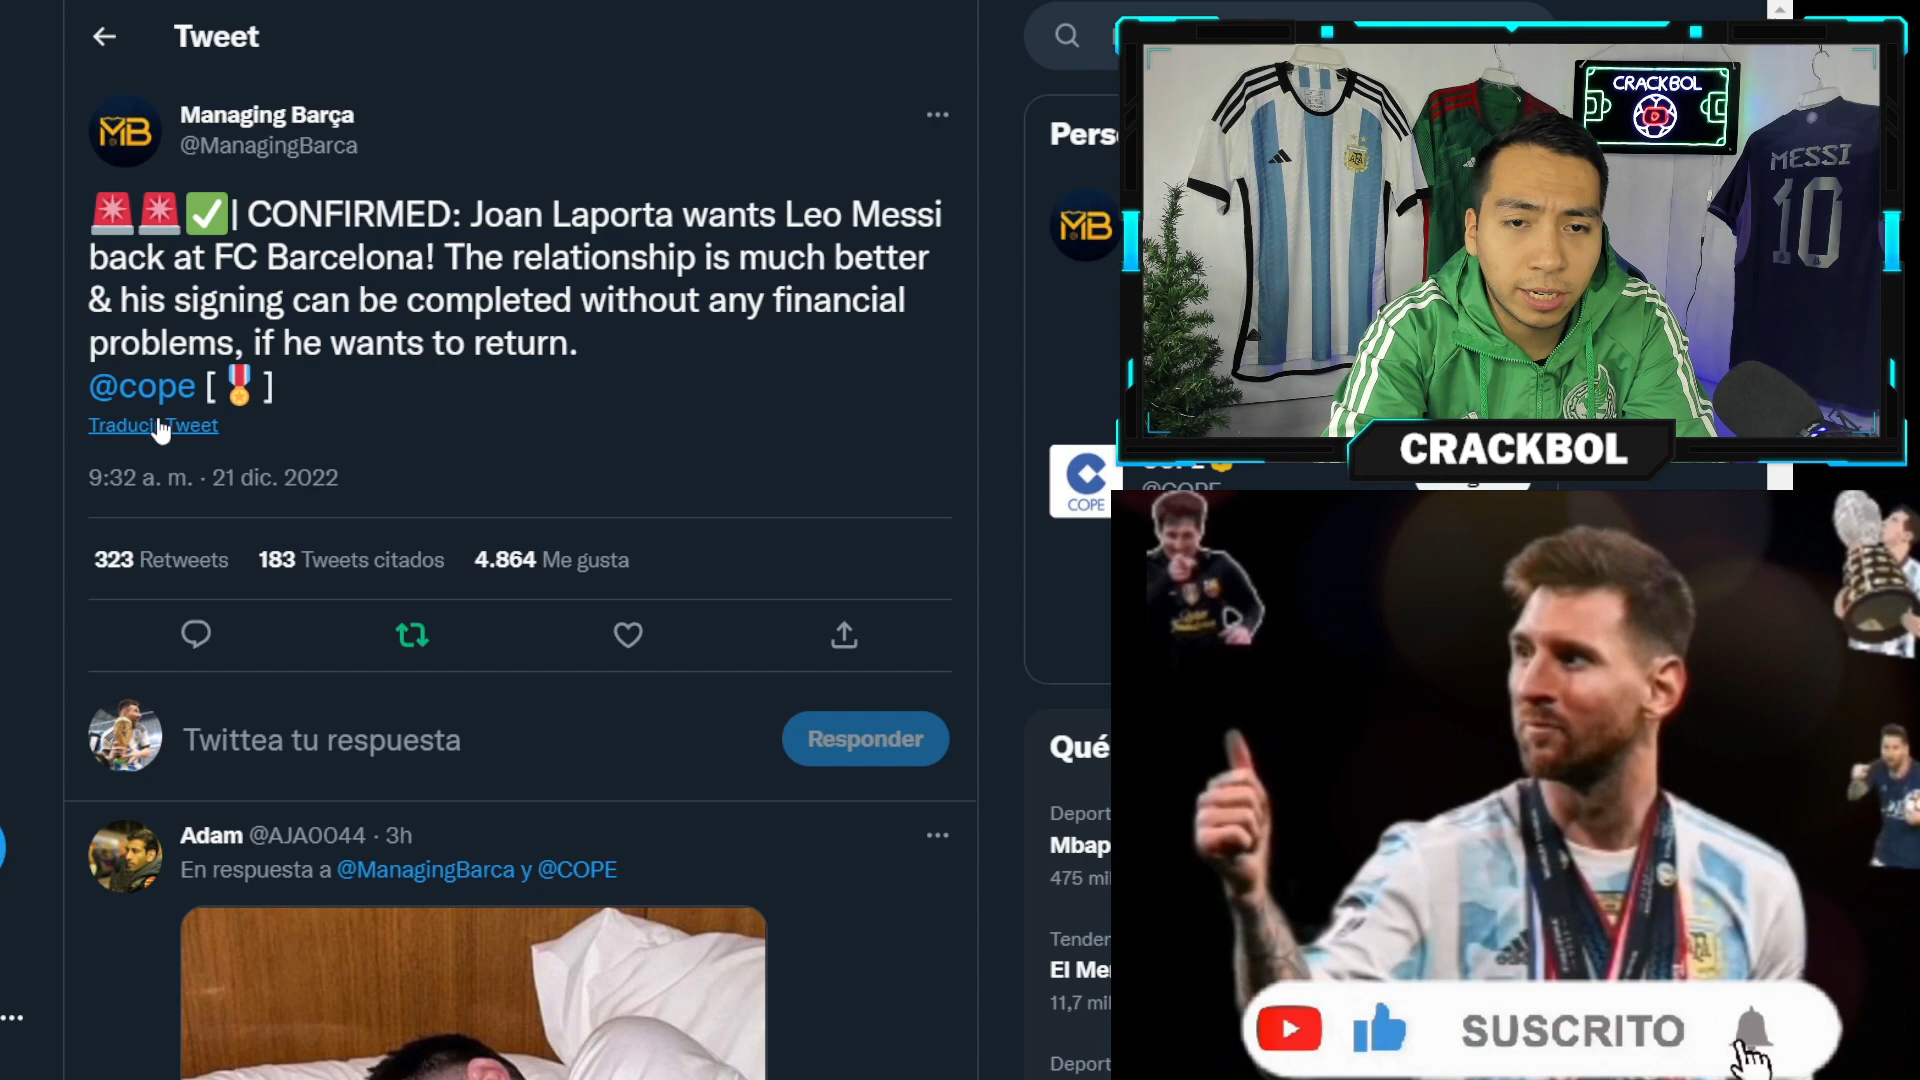 Tweet
Managing Barça
@ManagingBarca
MB
🚨🚨✅| CONFIRMED: Joan Laporta wants Leo Messi
back at FC Barcelona! The relationship is much better
& his signing can be completed without any financial
problems, if he wants to return.
@cope [🎖️]
Traducir Tweet
9:32 a. m. · 21 dic. 2022
323 Retweets 183 Tweets citados 4.864 Me gusta
Twittea tu respuesta
Responder
Adam @AJA0044 · 3h
En respuesta a @ManagingBarca y @COPE
Pers
MB
COPE
@COPE
Qué
Deport
Mbap
475 mil
Tenden
El Me
11,7 mil
Deport
CRACKBOL
MESSI
10
CRACKBOL
SUSCRITO